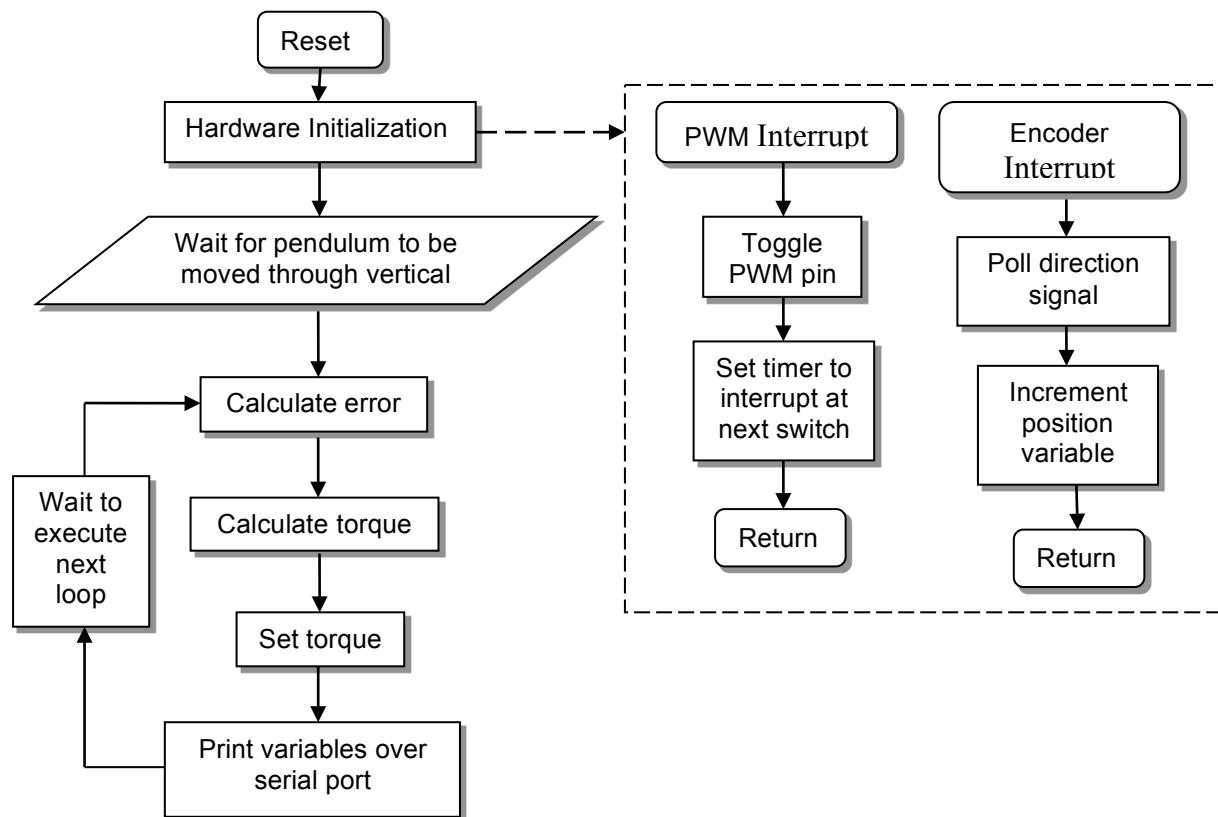 Reset
Hardware Initialization
Wait for pendulum to be
moved through vertical
Calculate error
Calculate torque
Set torque
Print variables over
serial port
Wait to
execute
next
loop
PWM Interrupt
Toggle
PWM pin
Set timer to
interrupt at
next switch
Return
Encoder
Interrupt
Poll direction
signal
Increment
position
variable
Return